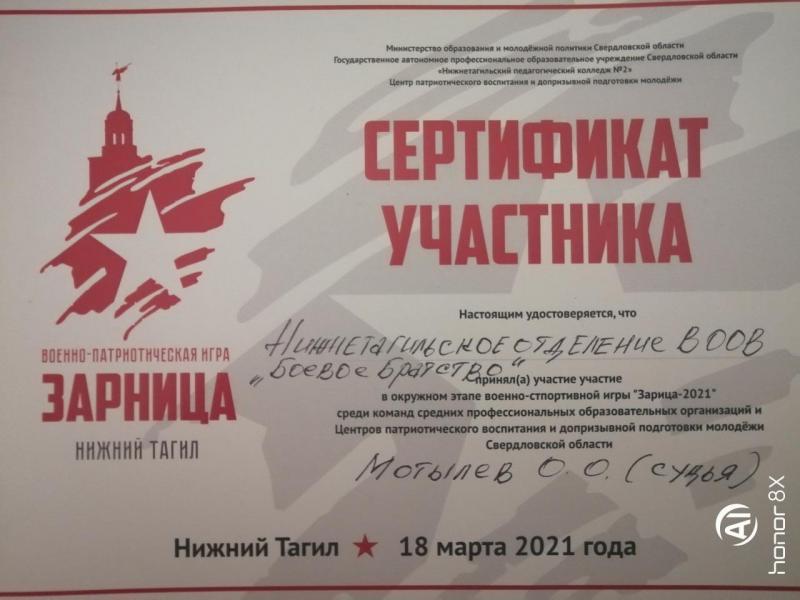 Министерство образования и молодёжной политики Свердловской области
Государственное автономное профессиональное образовательное учреждение Свердловской области
«Нижнетагильский педагогический колледж №2»
Центр патриотического воспитания и допризывной подготовки молодёжи
СЕРТИФИКАТ
УЧАСТНИКА
Настоящим удостоверяется, что
Нижнетагильское отделение ВООВ
„Боевое Братство"
принял(а) участие участие
в окружном этапе военно-стпортивной игры "Зарица-2021"
среди команд средних профессиональных образовательных организаций и
Центров патриотического воспитания и допризывной подготовки молодёжи
Свердловской области
Мотылев О.О. (судья)
ВОЕННО-ПАТРИОТИЧЕСКАЯ ИГРА
ЗАРНИЦА
НИЖНИЙ ТАГИЛ
Нижний Тагил ★ 18 марта 2021 года
AI
honor 8X